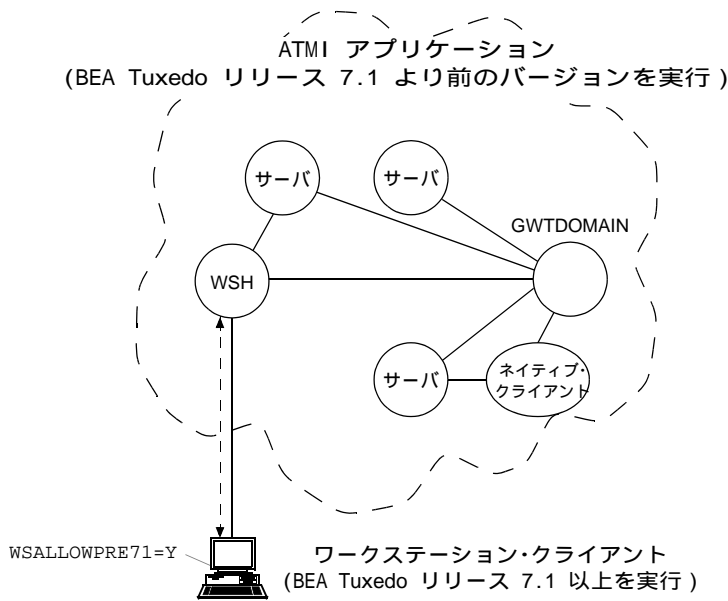 ATMI アプリケーション
(BEA Tuxedo リリース 7.1 より前のバージョンを実行)
サーバ
サーバ
GWTDOMAIN
WSH
サーバ
ネイティブ・
クライアント
WSALLOWPRE71=Y
ワークステーション・クライアント
(BEA Tuxedo リリース 7.1 以上を実行)